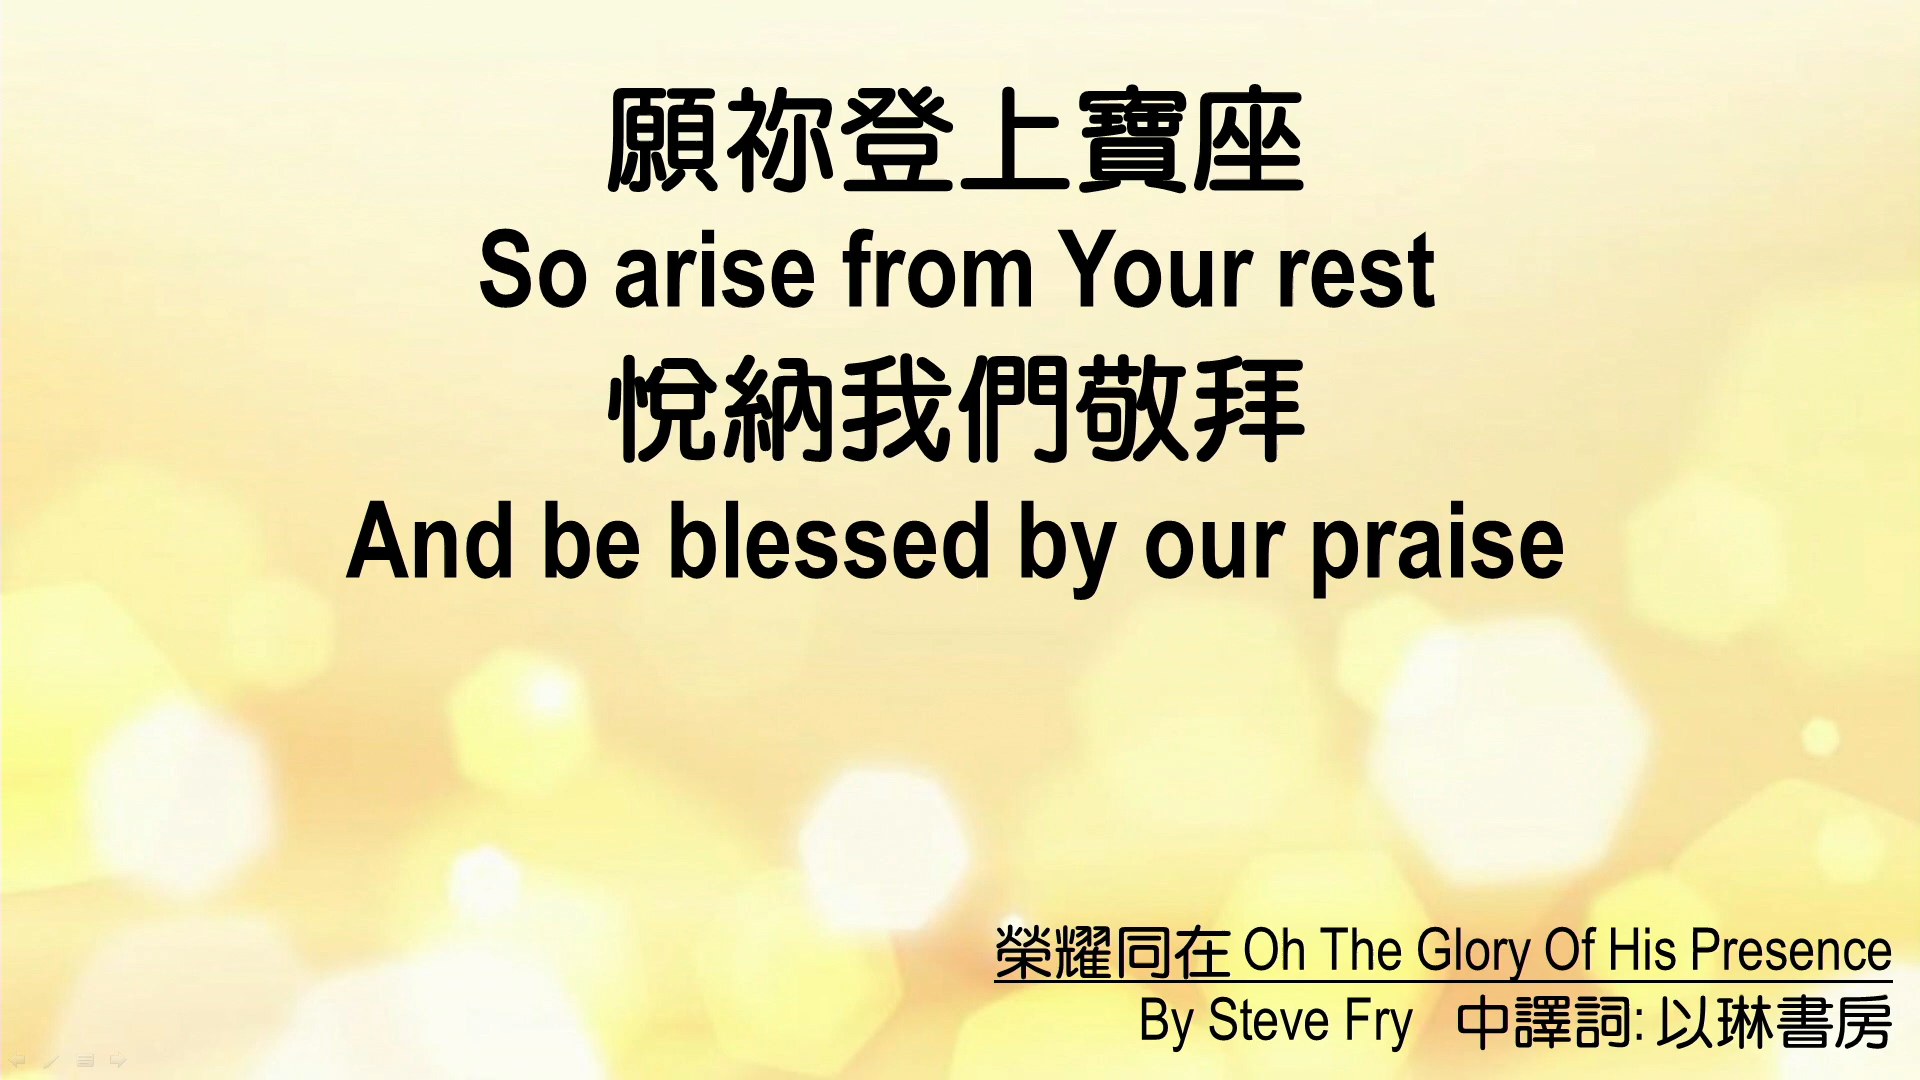 願祢登上寶座
So arise from Your rest
悅納我們敬拜
And be blessed by our praise
榮耀同在 Oh The Glory Of His Presence
By Steve Fry 中譯詞: 以琳書房